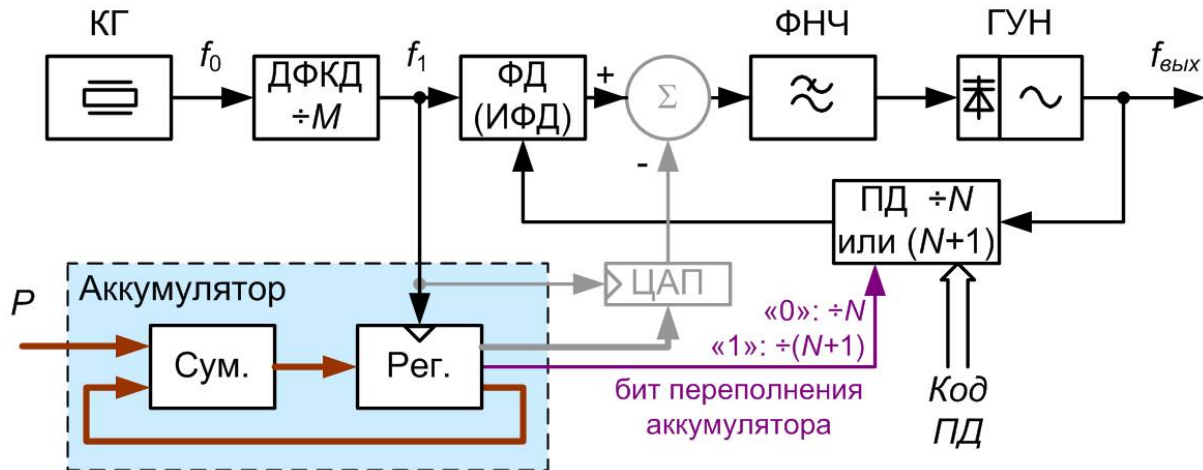 КГ
ФНЧ
ГУН
f₀
f₁
fвых
ДФКД
÷M
ФД
(ИФД)
+
Σ
-
ПД ÷N
или (N+1)
Аккумулятор
P
Сум.
Рег.
ЦАП
«0»: ÷N
«1»: ÷(N+1)
бит переполнения
аккумулятора
Код
ПД